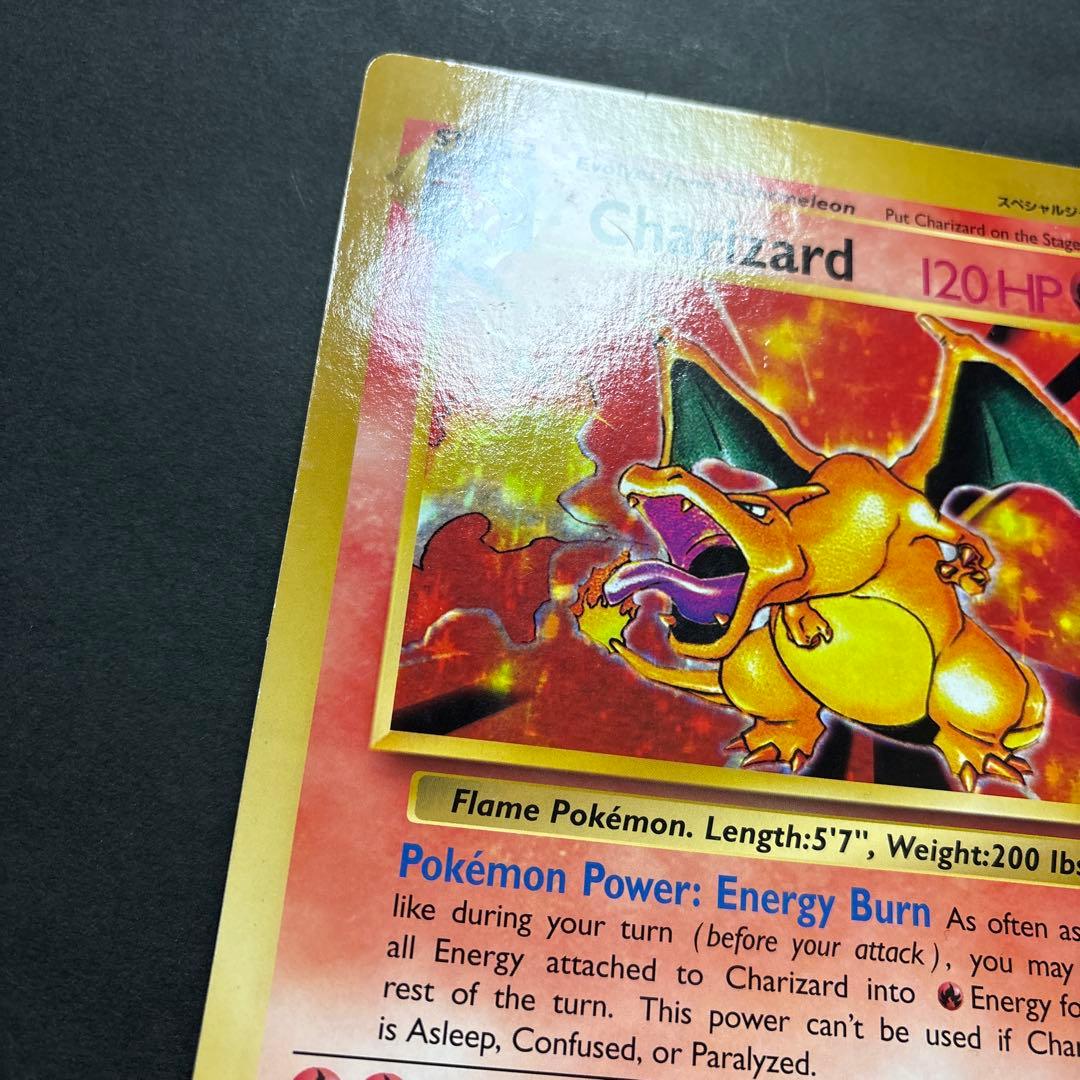 Evolves from Charmeleon Put Charizard on the Stage
スペシャルジ
Charizard 120 HP
Flame Pokémon. Length:5'7", Weight:200 lbs
Pokémon Power: Energy Burn As often as
like during your turn (before your attack), you may
all Energy attached to Charizard into Energy fo
rest of the turn. This power can't be used if Char
is Asleep, Confused, or Paralyzed.